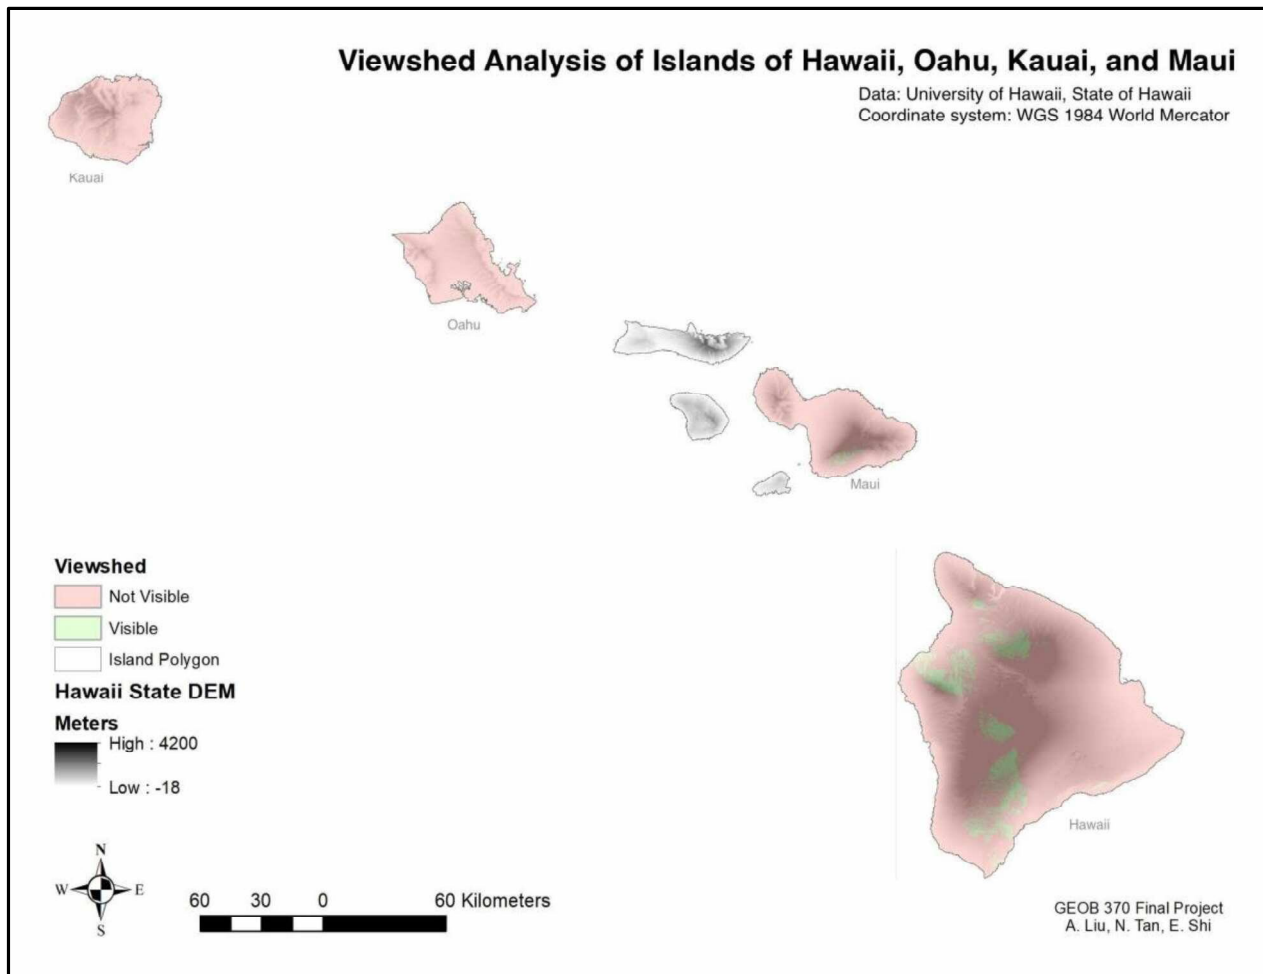 Viewshed Analysis of Islands of Hawaii, Oahu, Kauai, and Maui
Data: University of Hawaii, State of Hawaii
Coordinate system: WGS 1984 World Mercator
Kauai
Oahu
Maui
Hawaii
Viewshed
Not Visible
Visible
Island Polygon
Hawaii State DEM
Meters
High : 4200
Low : -18
N
W E
S
60 30 0 60 Kilometers
GEOB 370 Final Project
A. Liu, N. Tan, E. Shi